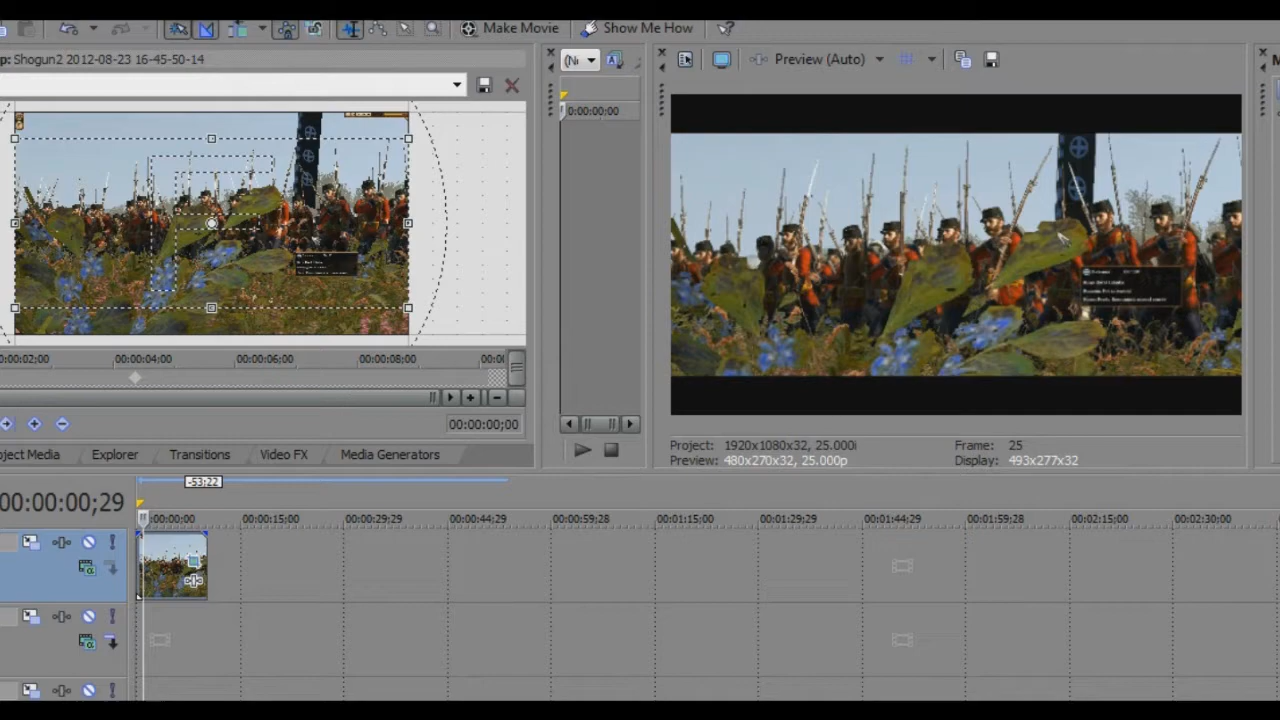 Make Movie
Show Me How
p: Shogun2 2012-08-23 16-45-50-14
(N
Preview (Auto)
M
0:00:00;00
0:00:02;00
00:00:04;00
00:00:06;00
00:00:08;00
00:0
00:00:00;00
Project: 1920x1080x32, 25.000i
Frame: 25
Preview: 480x270x32, 25.000p
Display: 493x277x32
oject Media
Explorer
Transitions
Video FX
Media Generators
-53;22
00:00:00;29
:00:00;00
00:00:15;00
00:00:29;29
00:00:44;29
00:00:59;28
00:01:15;00
00:01:29;29
00:01:44;29
00:01:59;28
00:02:15;00
00:02:30;00